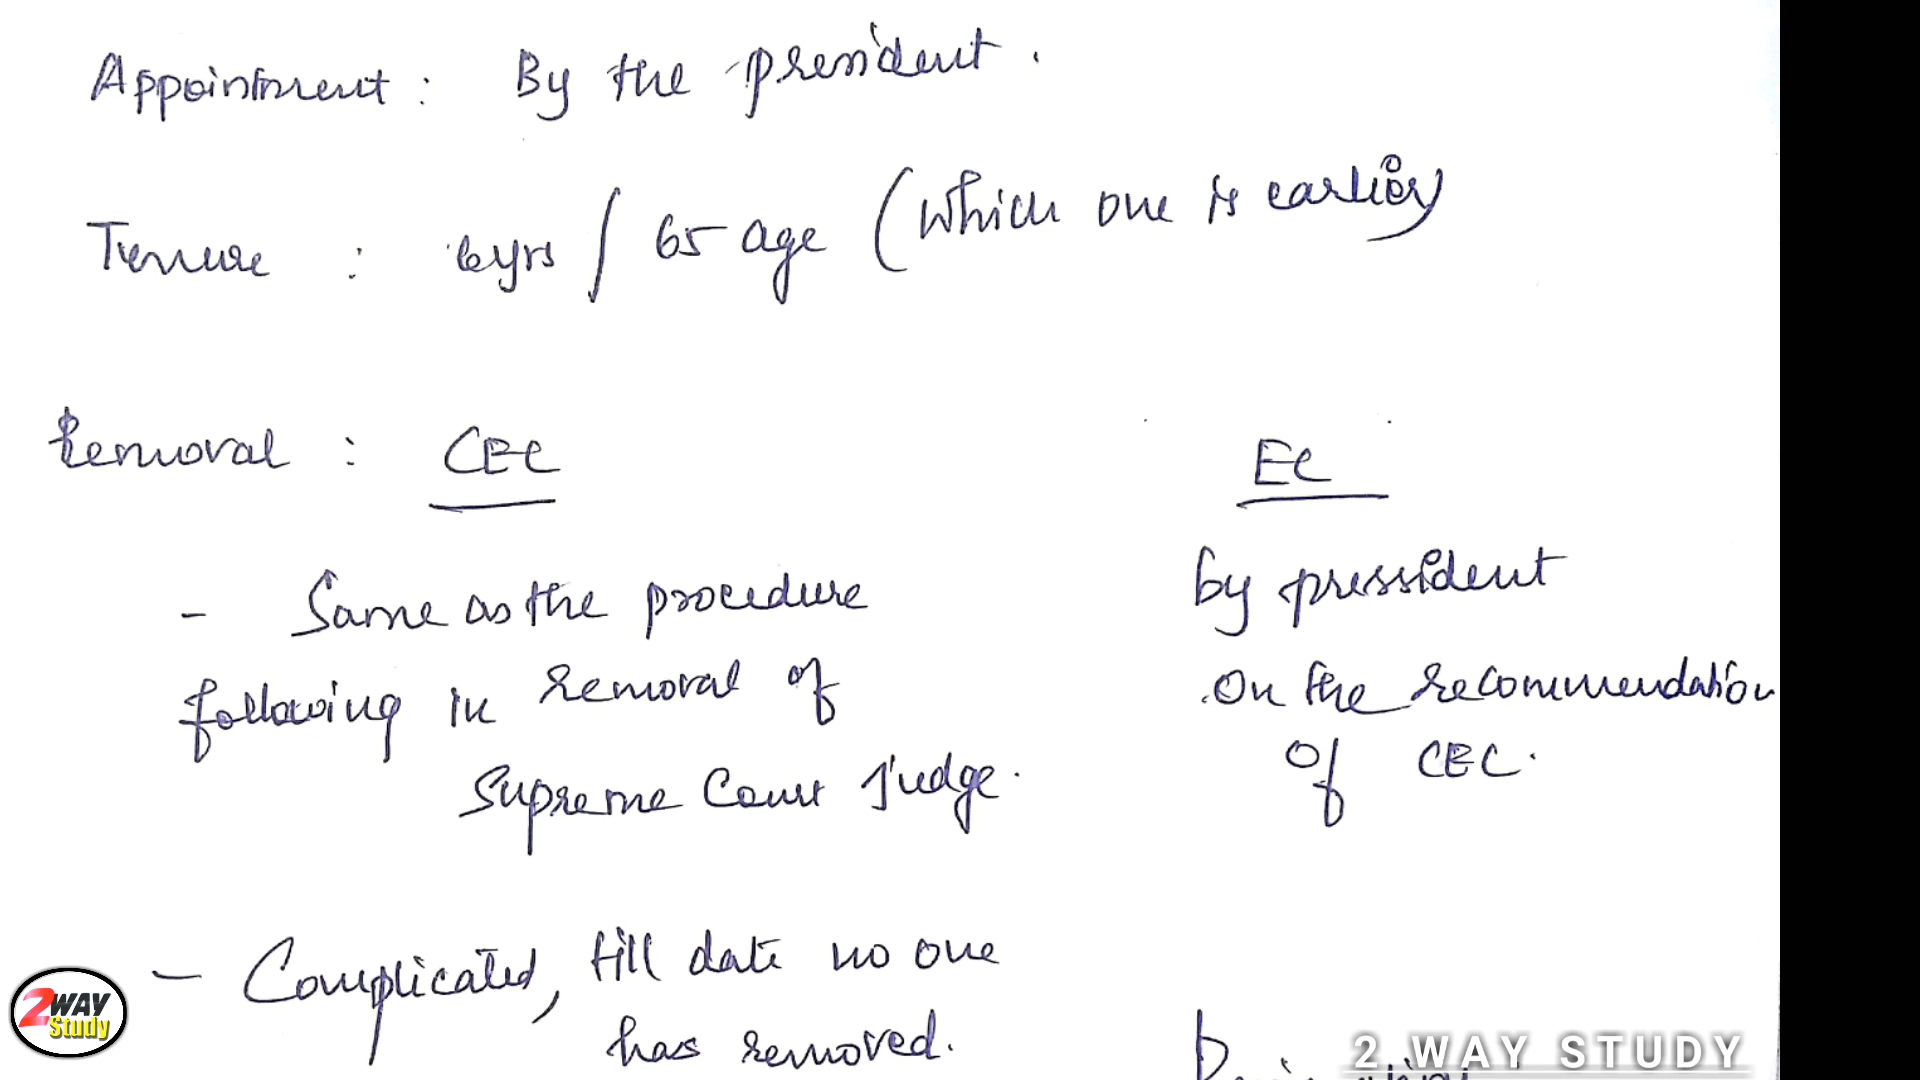 Appointment : By the president.
Tenure : 6yrs / 65 age (which one is earlier)
Removal : CEC EC
- Same as the procedure by pressident
following in removal of On the recommendation
Supreme Court Judge. of CEC.
- Complicated, till date no one
has removed.
2WAY
Study
2 WAY STUDY